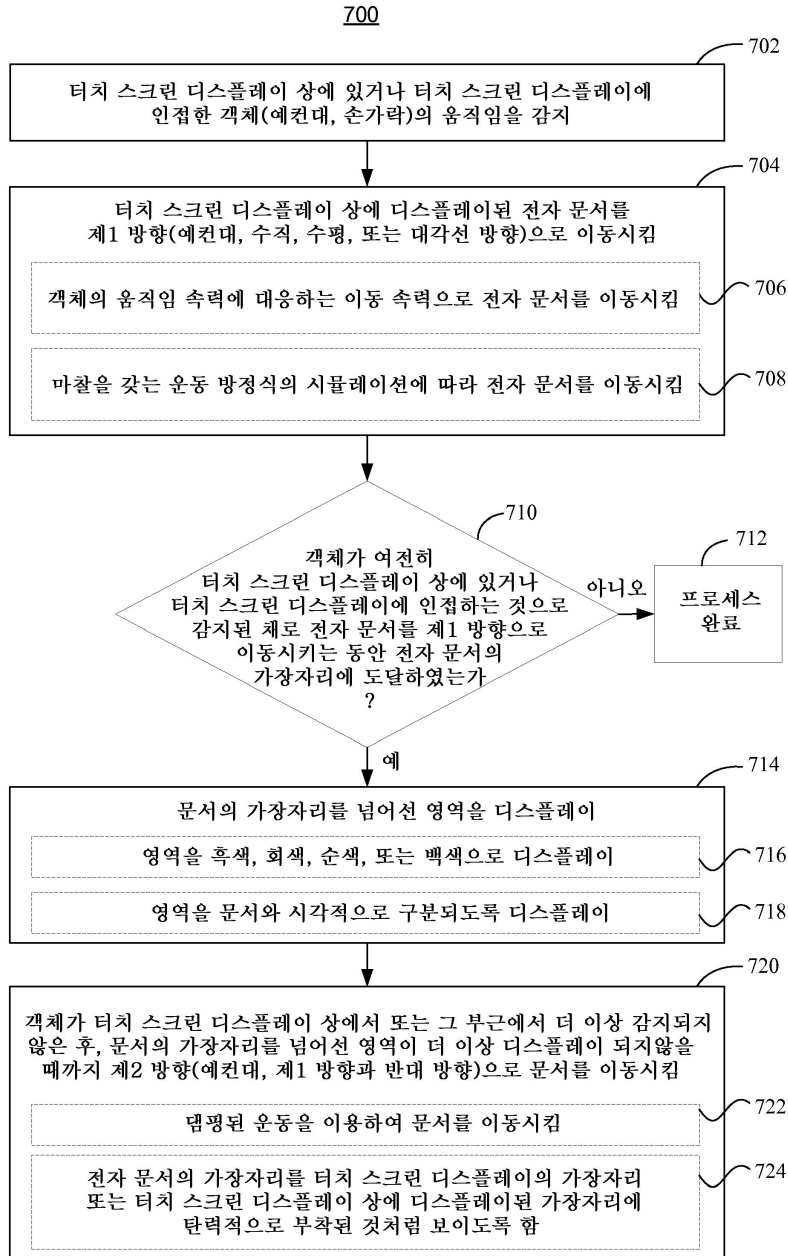 700
702
터치 스크린 디스플레이 상에 있거나 터치 스크린 디스플레이에
인접한 객체(예컨대, 손가락)의 움직임을 감지
704
터치 스크린 디스플레이 상에 디스플레이된 전자 문서를
제1 방향(예컨대, 수직, 수평, 또는 대각선 방향)으로 이동시킴
객체의 움직임 속력에 대응하는 이동 속력으로 전자 문서를 이동시킴
706
마찰을 갖는 운동 방정식의 시뮬레이션에 따라 전자 문서를 이동시킴
708
710
객체가 여전히
터치 스크린 디스플레이 상에 있거나
터치 스크린 디스플레이에 인접하는 것으로
감지된 채로 전자 문서를 제1 방향으로
이동시키는 동안 전자 문서의
가장자리에 도달하였는가
?
아니오
712
프로세스
완료
예
714
문서의 가장자리를 넘어선 영역을 디스플레이
영역을 흑색, 회색, 순색, 또는 백색으로 디스플레이
716
영역을 문서와 시각적으로 구분되도록 디스플레이
718
720
객체가 터치 스크린 디스플레이 상에서 또는 그 부근에서 더 이상 감지되지
않은 후, 문서의 가장자리를 넘어선 영역이 더 이상 디스플레이 되지않을
때까지 제2 방향(예컨대, 제1 방향과 반대 방향)으로 문서를 이동시킴
댐핑된 운동을 이용하여 문서를 이동시킴
722
전자 문서의 가장자리를 터치 스크린 디스플레이의 가장자리
또는 터치 스크린 디스플레이 상에 디스플레이된 가장자리에
탄력적으로 부착된 것처럼 보이도록 함
724